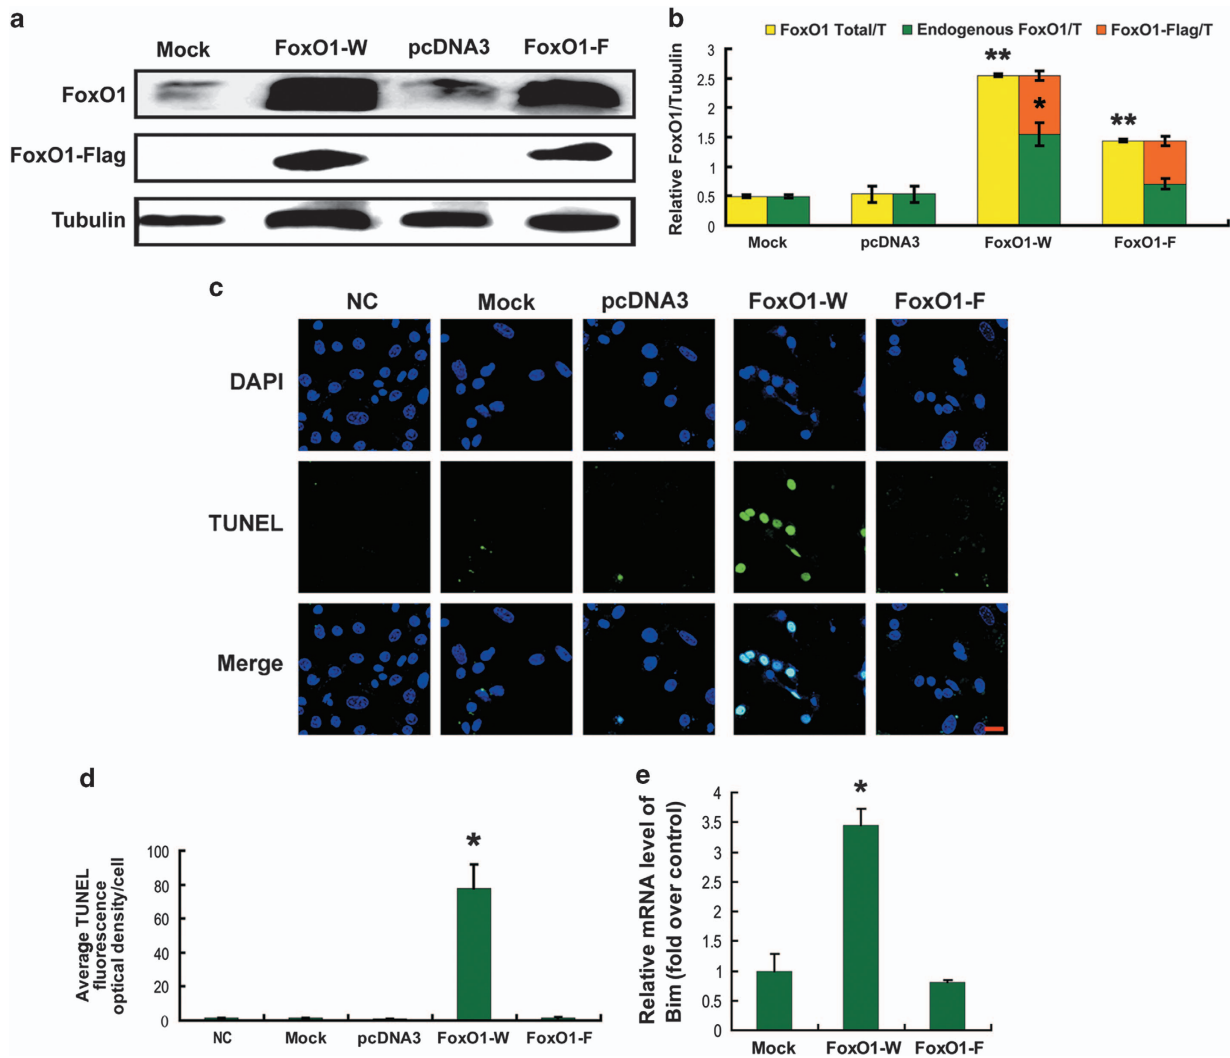 a
Mock FoxO1-W pcDNA3 FoxO1-F
FoxO1
FoxO1-Flag
Tubulin
b
FoxO1 Total/T Endogenous FoxO1/T FoxO1-Flag/T
Relative FoxO1/Tubulin
3
2.5
2
1.5
1
0.5
0
**
*
**
Mock pcDNA3 FoxO1-W FoxO1-F
c
NC Mock pcDNA3 FoxO1-W FoxO1-F
DAPI
TUNEL
Merge
d
Average TUNEL
fluorescence
optical density/cell
100
80
60
40
20
0
*
NC Mock pcDNA3 FoxO1-W FoxO1-F
e
Relative mRNA level of
Bim (fold over control)
4
3.5
3
2.5
2
1.5
1
0.5
0
*
Mock FoxO1-W FoxO1-F